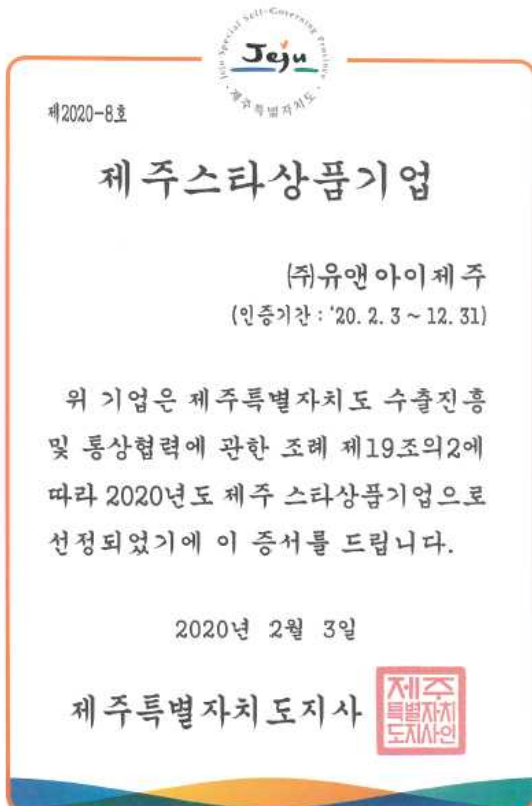 Jeju Special Self-Governing Province
Jeju
· 제주특별자치도 ·
제2020-8호
제주스타상품기업
㈜유앤아이제주
(인증기간 : '20. 2. 3 ~ 12. 31)
위 기업은 제주특별자치도 수출진흥
및 통상협력에 관한 조례 제19조의2에
따라 2020년도 제주 스타상품기업으로
선정되었기에 이 증서를 드립니다.
2020년 2월 3일
제주특별자치도지사
제주
특별자치
도지사인